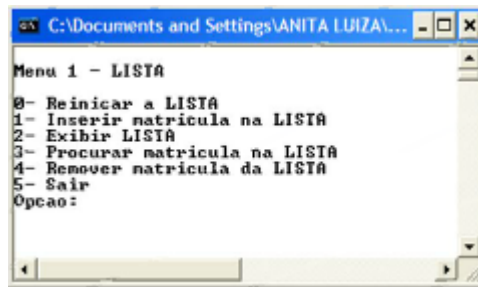 C:\Documents and Settings\ANITA LUIZA\...
Menu 1 - LISTA
0- Reinicar a LISTA
1- Inserir matricula na LISTA
2- Exibir LISTA
3- Procurar matricula na LISTA
4- Remover matricula da LISTA
5- Sair
Opcao: